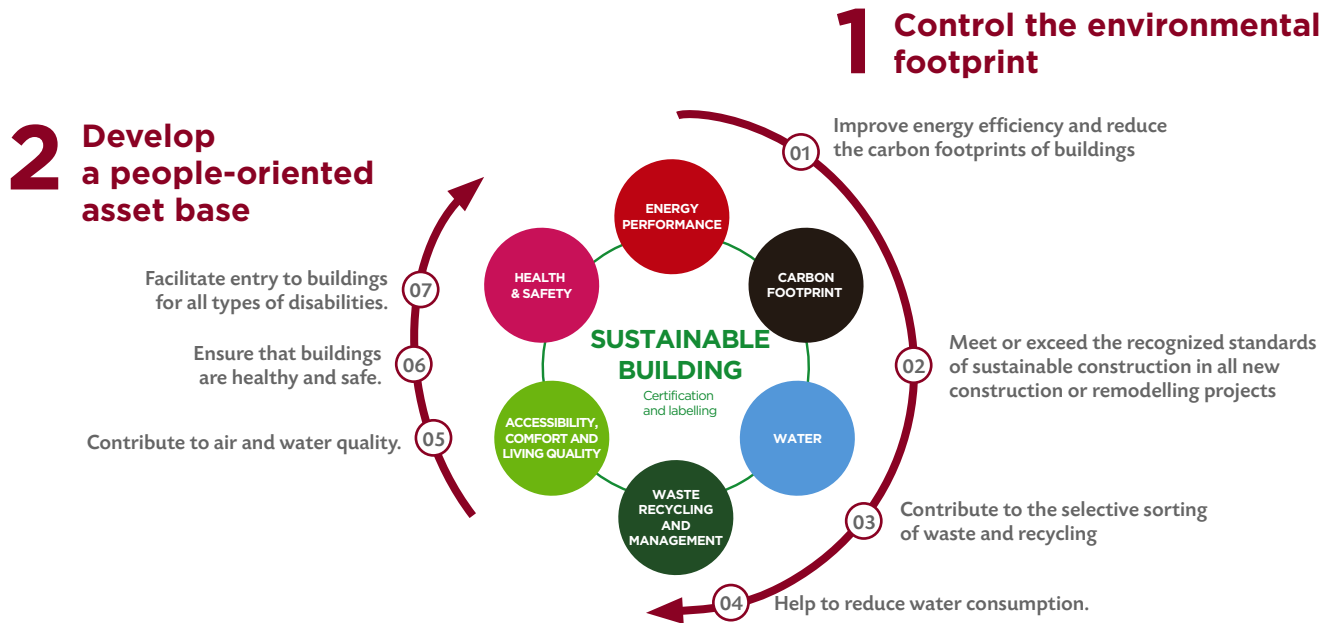 1 Control the environmental
footprint
01
Improve energy efficiency and reduce
the carbon footprints of buildings
02
Meet or exceed the recognized standards
of sustainable construction in all new
construction or remodelling projects
03
Contribute to the selective sorting
of waste and recycling
04
Help to reduce water consumption.
2 Develop
a people-oriented
asset base
05
Contribute to air and water quality.
06
Ensure that buildings
are healthy and safe.
07
Facilitate entry to buildings
for all types of disabilities.
ENERGY
PERFORMANCE
CARBON
FOOTPRINT
WATER
WASTE
RECYCLING
AND
MANAGEMENT
ACCESSIBILITY,
COMFORT AND
LIVING QUALITY
HEALTH
& SAFETY
SUSTAINABLE
BUILDING
Certification
and labelling